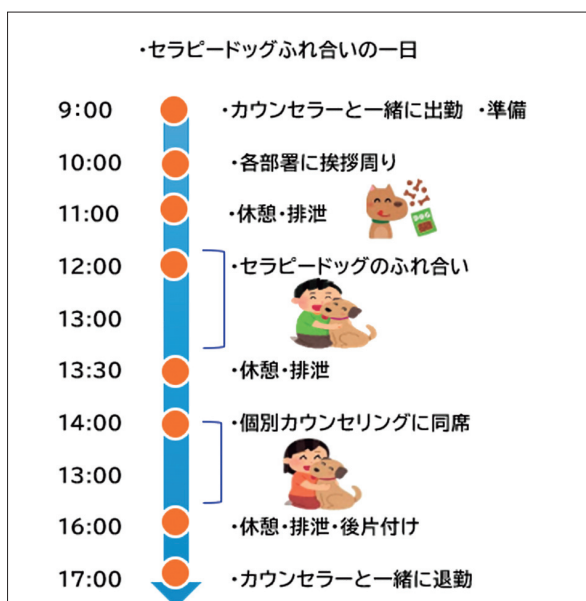 ・セラピードッグふれ合いの一日
9:00 ・カウンセラーと一緒に出勤 ・準備
10:00 ・各部署に挨拶周り
11:00 ・休憩・排泄
12:00 ・セラピードッグのふれ合い
13:00
13:30 ・休憩・排泄
14:00 ・個別カウンセリングに同席
13:00
16:00 ・休憩・排泄・後片付け
17:00 ・カウンセラーと一緒に退勤